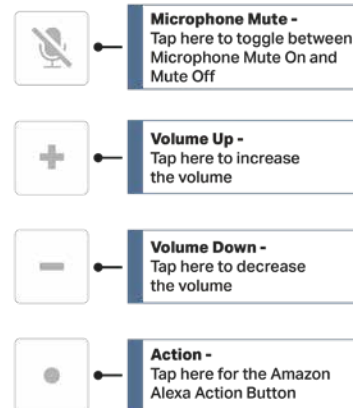 Microphone Mute -
Tap here to toggle between
Microphone Mute On and
Mute Off
Volume Up -
Tap here to increase
the volume
Volume Down -
Tap here to decrease
the volume
Action -
Tap here for the Amazon
Alexa Action Button